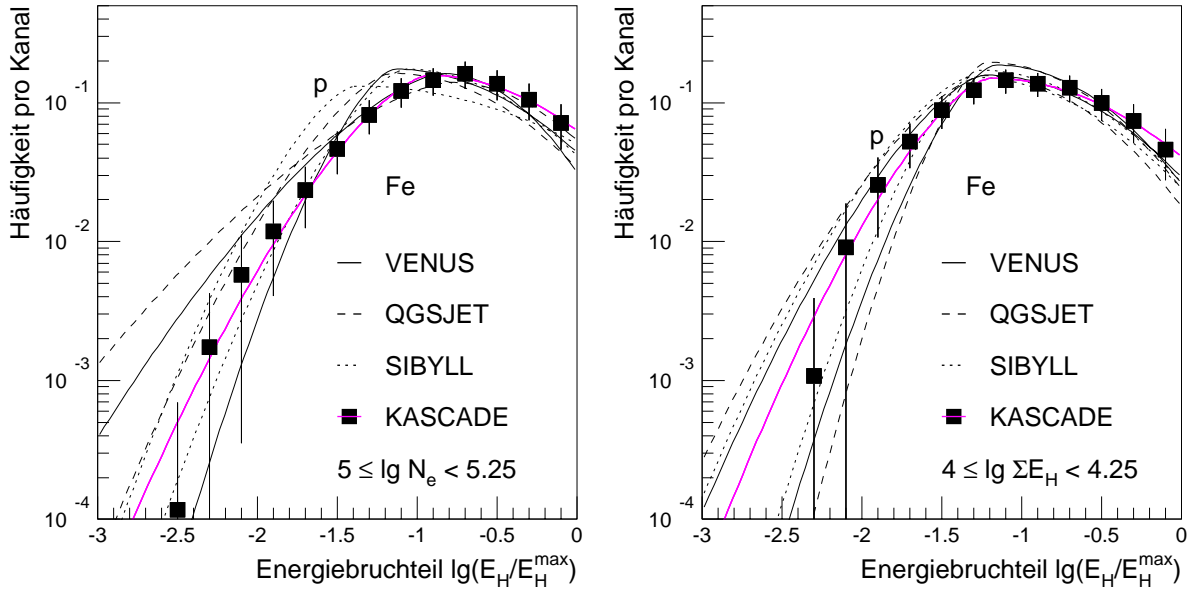 Häufigkeit pro Kanal
10^-1
10^-2
10^-3
10^-4
p
Fe
VENUS
QGSJET
SIBYLL
KASCADE
5 ≤ lg N_e < 5.25
-3 -2.5 -2 -1.5 -1 -0.5 0
Energiebruchteil lg(E_H/E_H^max)
Häufigkeit pro Kanal
10^-1
10^-2
10^-3
10^-4
p
Fe
VENUS
QGSJET
SIBYLL
KASCADE
4 ≤ lg ΣE_H < 4.25
-3 -2.5 -2 -1.5 -1 -0.5 0
Energiebruchteil lg(E_H/E_H^max)